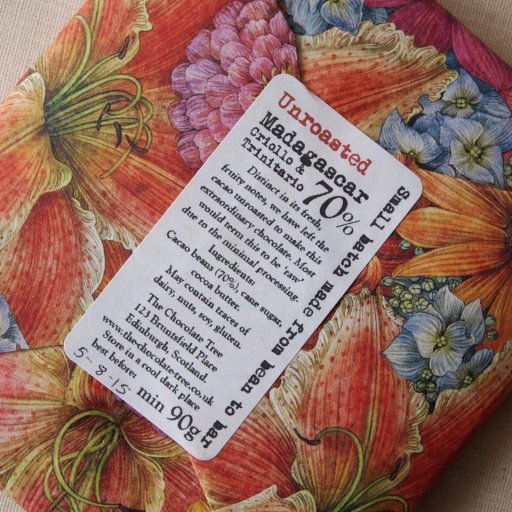 Unroasted
Madagascar
Criollo &
Trinitario
70%
Distinct in its fresh,
fruity notes, we have left the
cacao unroasted to make this
extraordinary chocolate. Most
would term this to be 'raw'
due to the minimal processing.
Ingredients:
Cacao beans (70%), cane sugar,
cocoa butter.
May contain traces of
dairy, nuts, soy, gluten
The Chocolate Tree
123 Bruntsfield Place
Edinburgh, Scotland.
www.the-chocolate-tree.co.uk
Store in a cool dark place
best before:
5-8-15
min 90g
Small batch made from bean to bar